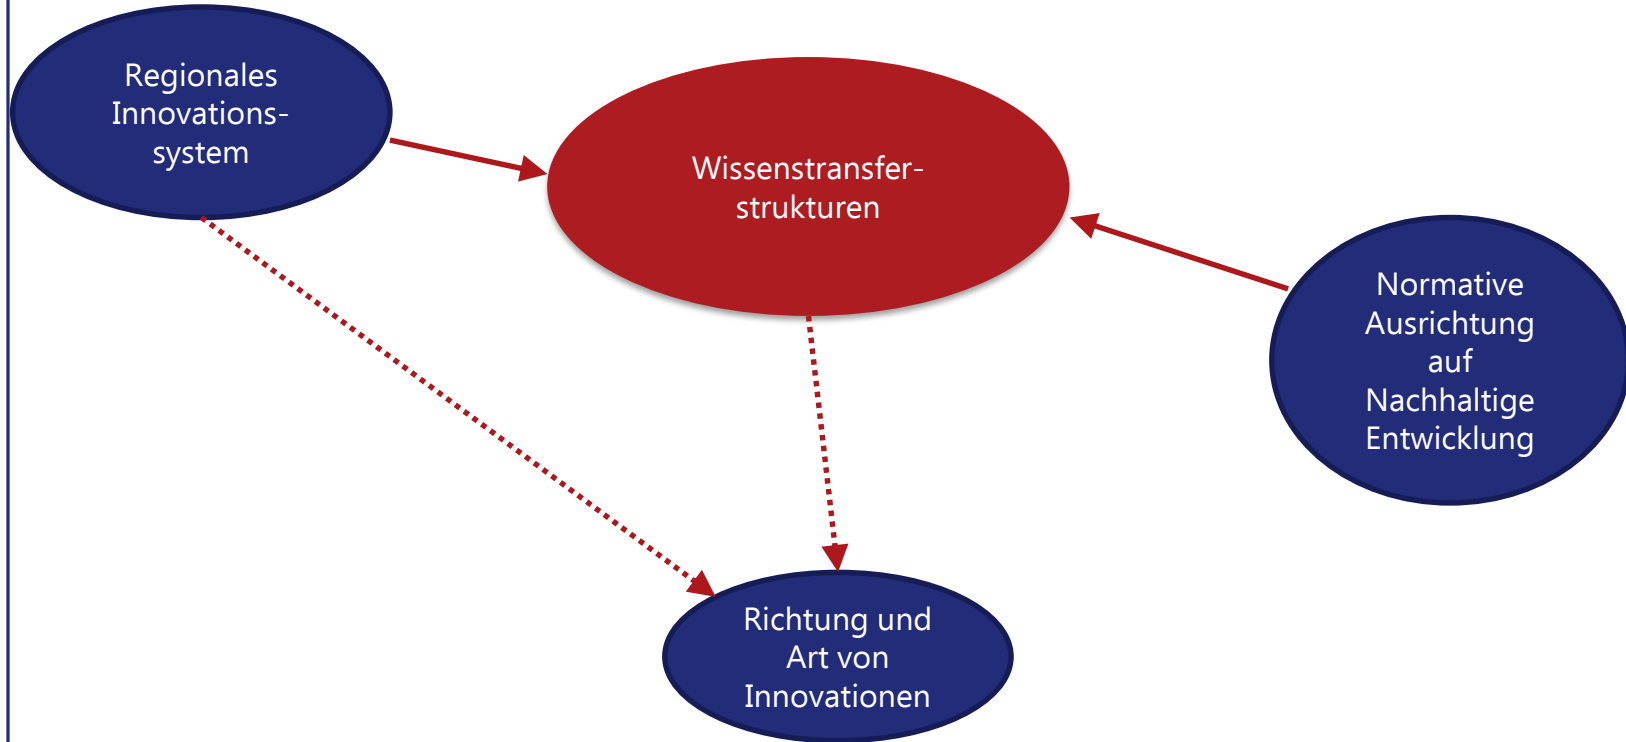 Regionales
Innovations-
system
Wissenstransfer-
strukturen
Normative
Ausrichtung
auf
Nachhaltige
Entwicklung
Richtung und
Art von
Innovationen